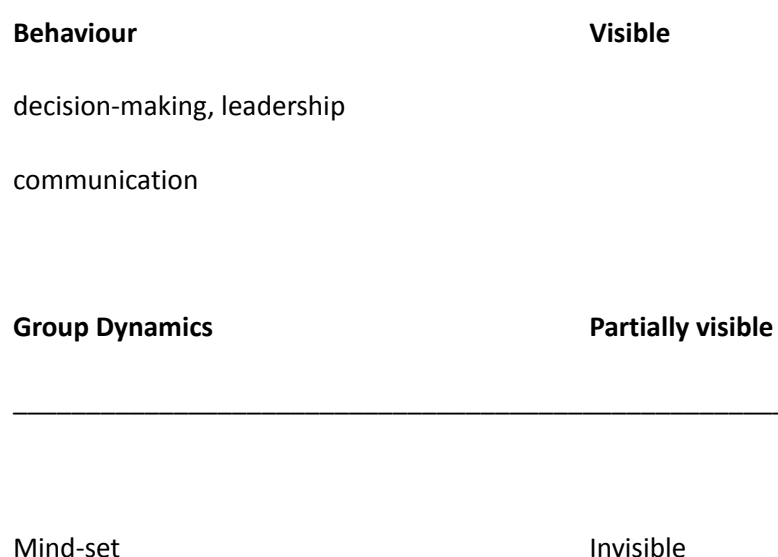 Behaviour Visible
decision-making, leadership
communication
Group Dynamics Partially visible
Mind-set Invisible